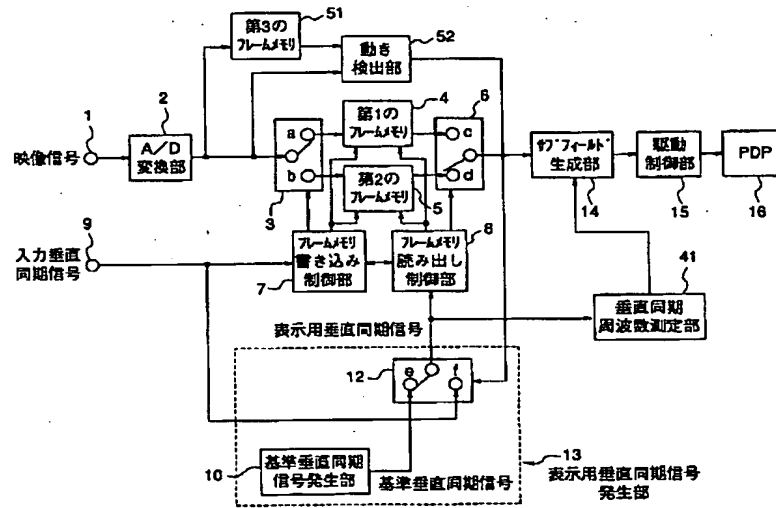 51
第3の
フレームメモリ
52
動き
検出部
1
映像信号
2
A/D
変換部
a
b
3
4
第1の
フレームメモリ
第2の
フレームメモリ
5
6
c
d
サブフィールド
生成部
14
駆動
制御部
15
PDP
16
9
入力垂直
同期信号
フレームメモリ
書き込み
制御部
7
フレームメモリ
読み出し
制御部
8
41
垂直同期
周波数測定部
表示用垂直同期信号
12
e
f
10
基準垂直同期
信号発生部
基準垂直同期信号
13
表示用垂直同期信号
発生部